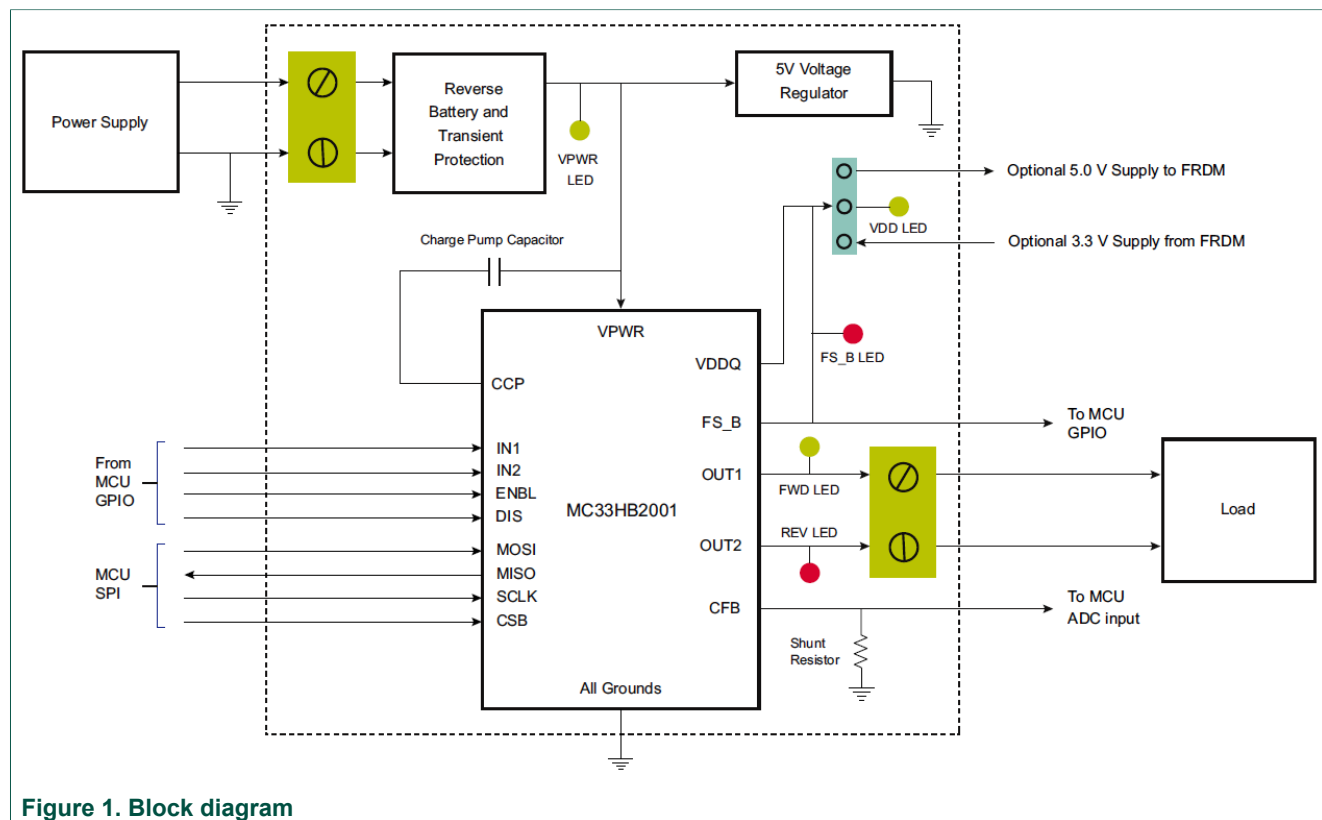 Power Supply
Reverse
Battery and
Transient
Protection
VPWR
LED
5V Voltage
Regulator
Optional 5.0 V Supply to FRDM
VDD LED
Optional 3.3 V Supply from FRDM
Charge Pump Capacitor
VPWR
VDDQ
FS_B LED
CCP
FS_B
To MCU
GPIO
From
MCU
GPIO
IN1
IN2
ENBL
DIS
MC33HB2001
OUT1
FWD LED
REV LED
OUT2
Load
MCU
SPI
MOSI
MISO
SCLK
CSB
CFB
To MCU
ADC input
Shunt
Resistor
All Grounds
Figure 1. Block diagram